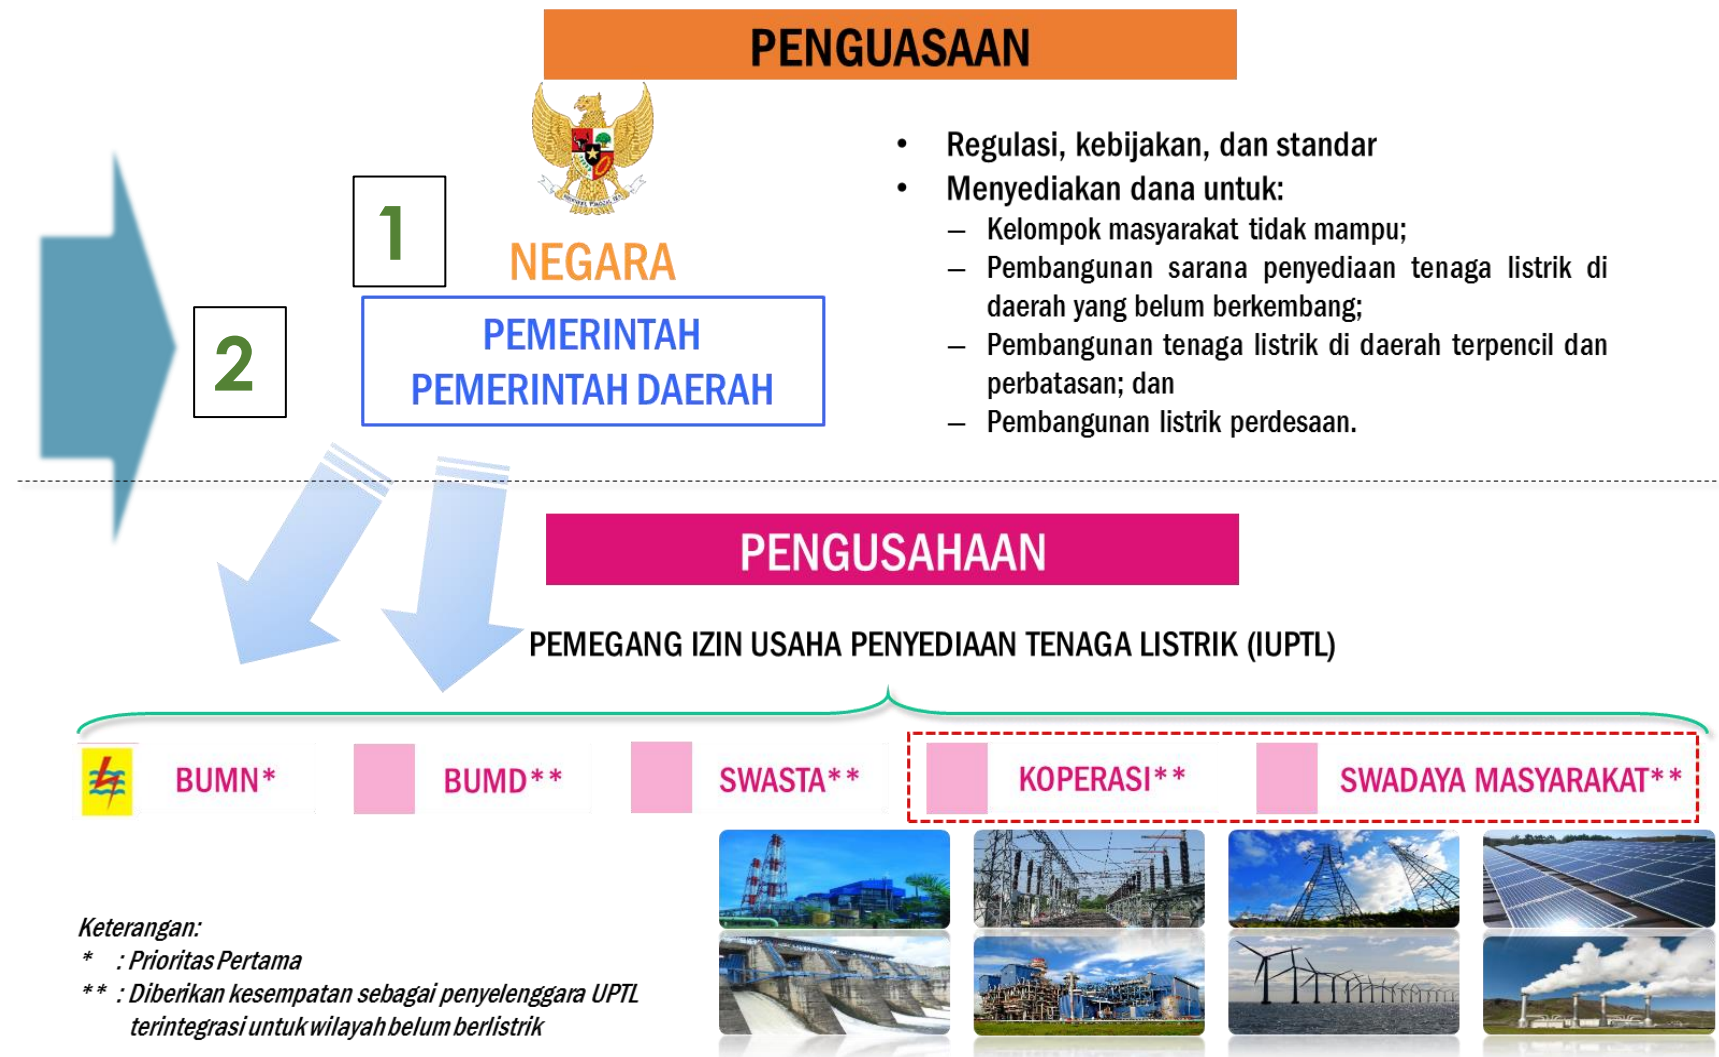 PENGUASAAN
1
NEGARA
2
PEMERINTAH
PEMERINTAH DAERAH
• Regulasi, kebijakan, dan standar
• Menyediakan dana untuk:
– Kelompok masyarakat tidak mampu;
– Pembangunan sarana penyediaan tenaga listrik di
daerah yang belum berkembang;
– Pembangunan tenaga listrik di daerah terpencil dan
perbatasan; dan
– Pembangunan listrik perdesaan.
PENGUSAHAAN
PEMEGANG IZIN USAHA PENYEDIAAN TENAGA LISTRIK (IUPTL)
BUMN*
BUMD**
SWASTA**
KOPERASI**
SWADAYA MASYARAKAT**
Keterangan:
* : Prioritas Pertama
** : Diberikan kesempatan sebagai penyelenggara UPTL
terintegrasi untuk wilayah belum berlistrik